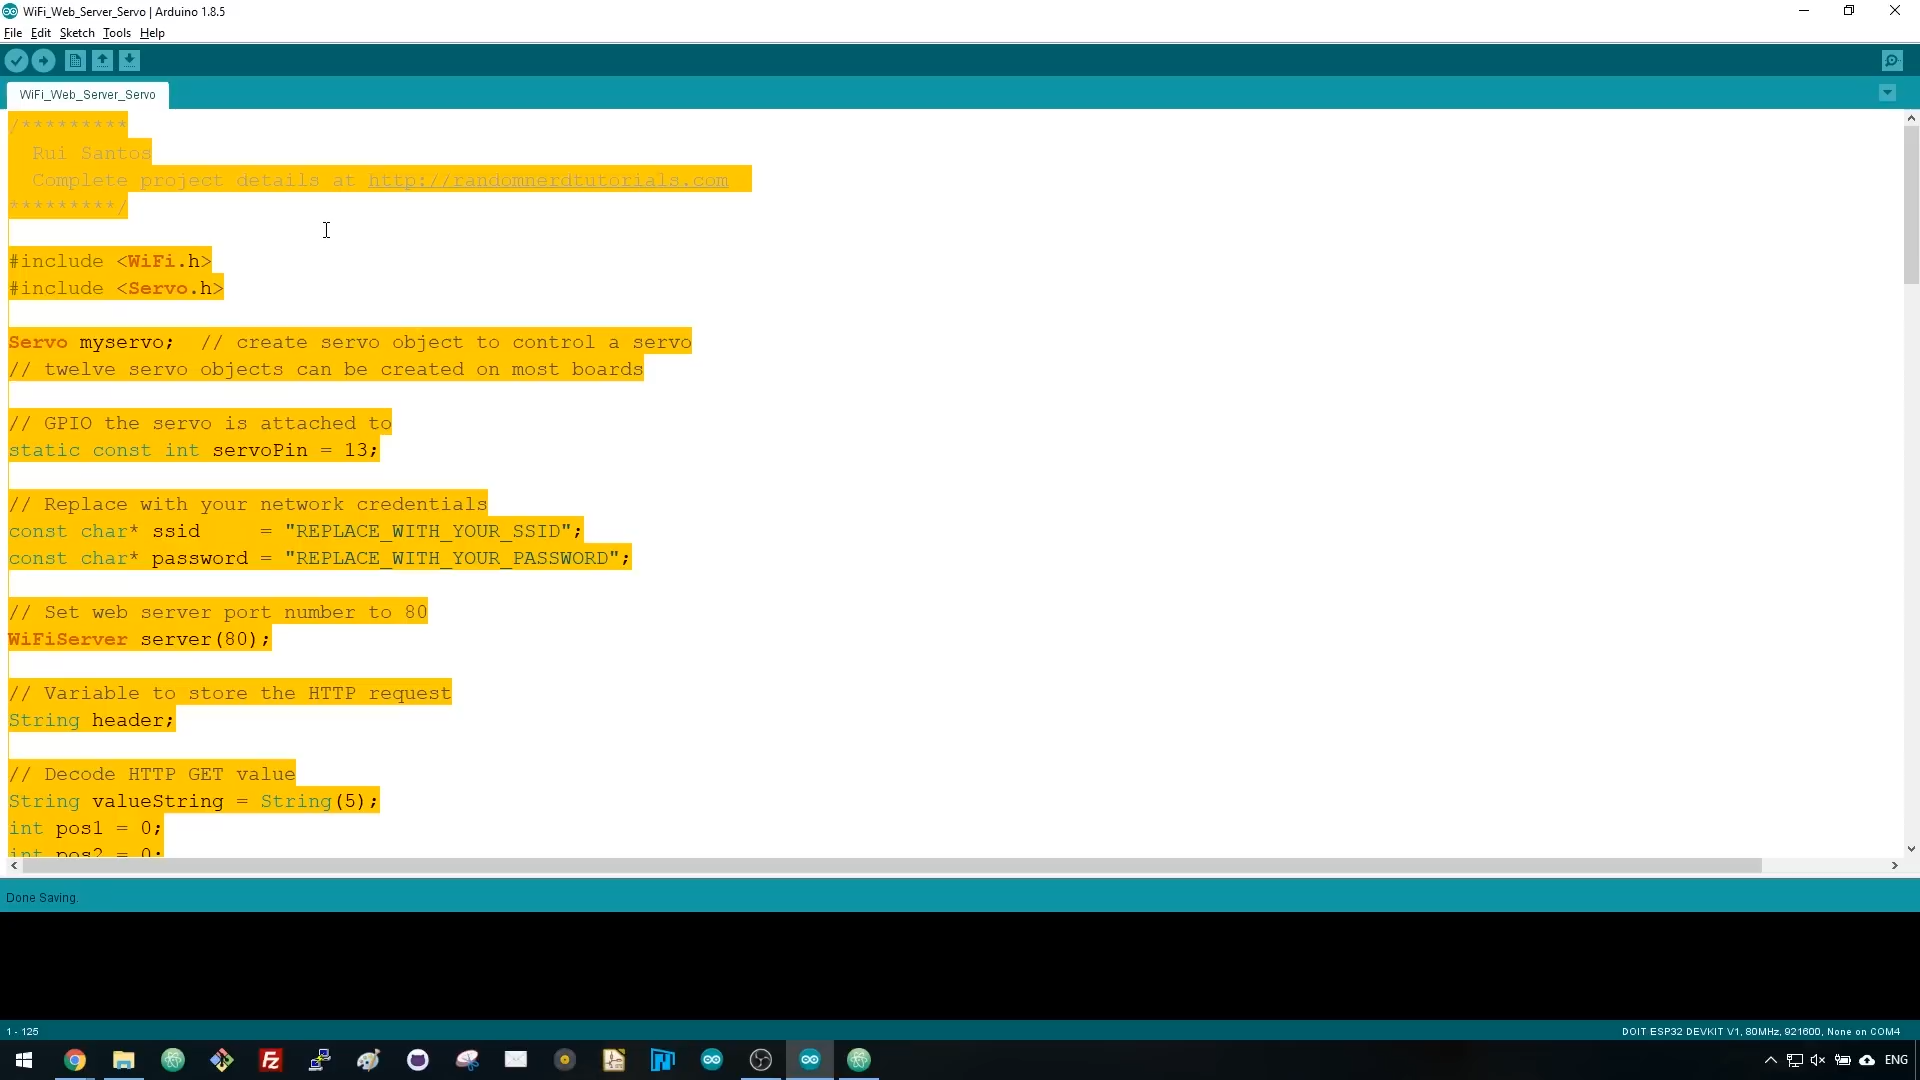 WiFi_Web_Server_Servo | Arduino 1.8.5
File Edit Sketch Tools Help
WiFi_Web_Server_Servo
/*********
Rui Santos
Complete project details at http://randomnerdtutorials.com
*********/
#include <WiFi.h>
#include <Servo.h>
Servo myservo;  // create servo object to control a servo
// twelve servo objects can be created on most boards
// GPIO the servo is attached to
static const int servoPin = 13;
// Replace with your network credentials
const char* ssid     = "REPLACE_WITH_YOUR_SSID";
const char* password = "REPLACE_WITH_YOUR_PASSWORD";
// Set web server port number to 80
WiFiServer server(80);
// Variable to store the HTTP request
String header;
// Decode HTTP GET value
String valueString = String(5);
int pos1 = 0;
int pos2 = 0;
Done Saving.
1 - 125
DOIT ESP32 DEVKIT V1, 80MHz, 921600, None on COM4
Fz
ENG